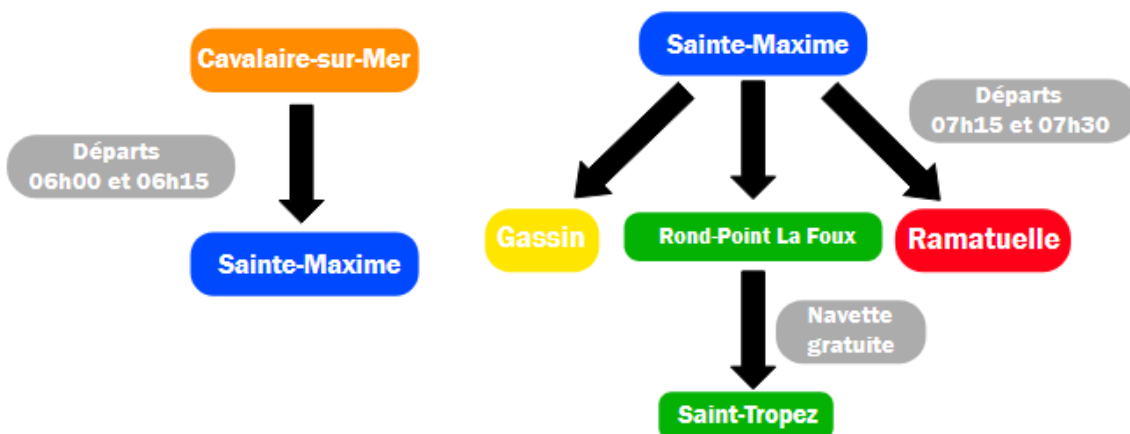 Cavalaire-sur-Mer
Départs
06h00 et 06h15
Sainte-Maxime
Sainte-Maxime
Départs
07h15 et 07h30
Gassin
Rond-Point La Foux
Ramatuelle
Navette
gratuite
Saint-Tropez